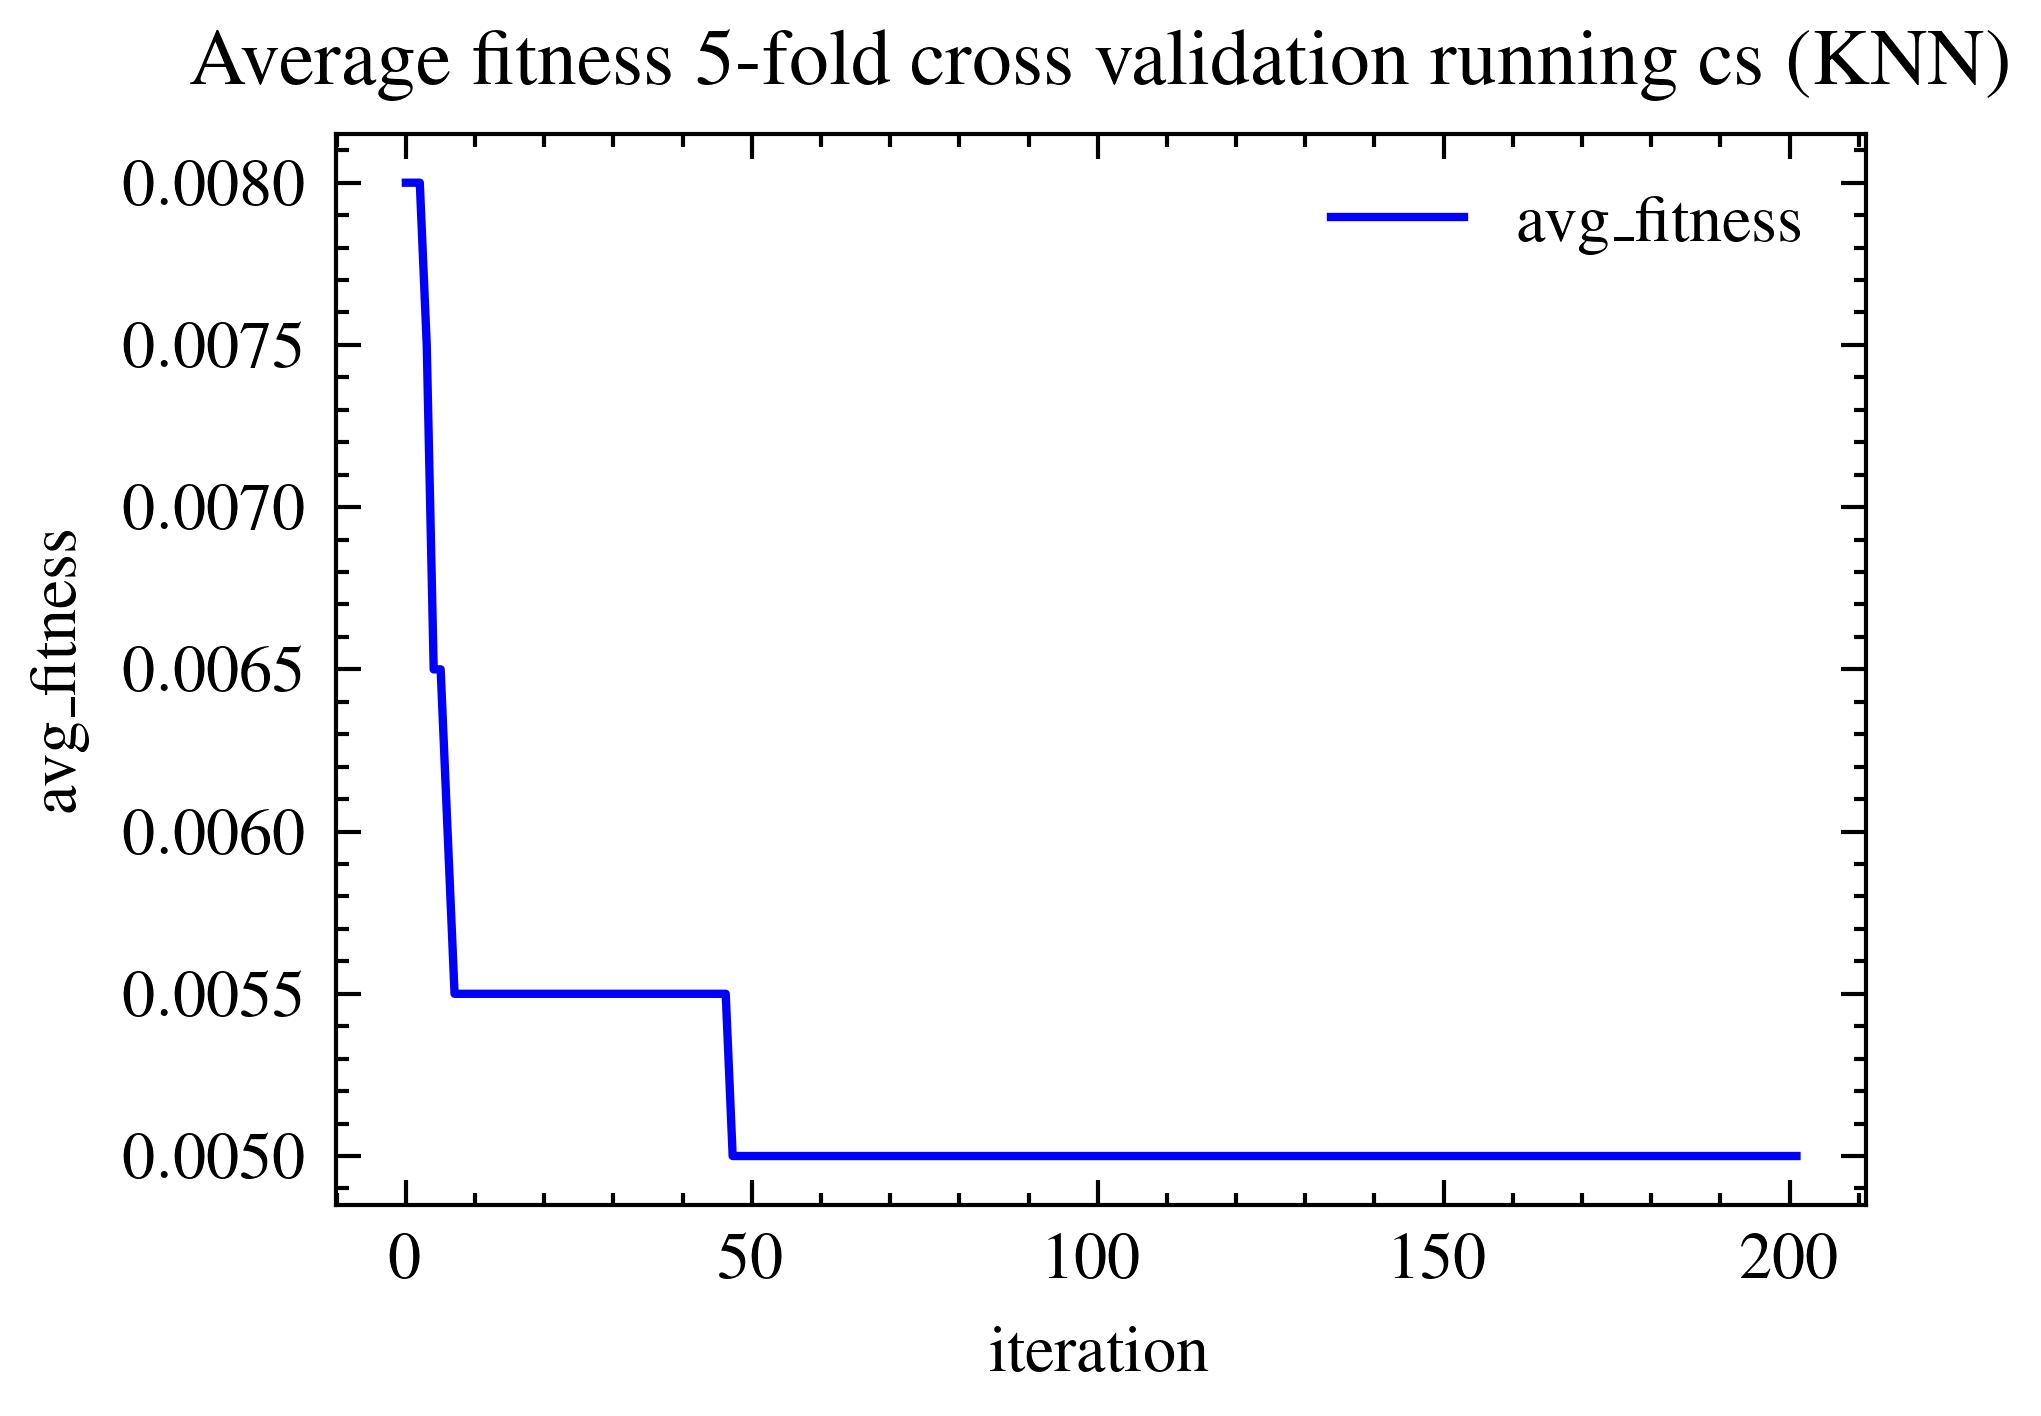 Average fitness 5-fold cross validation running cs (KNN)
avg_fitness
0.0080
0.0075
0.0070
0.0065
0.0060
0.0055
0.0050
avg_fitness
0 50 100 150 200
iteration